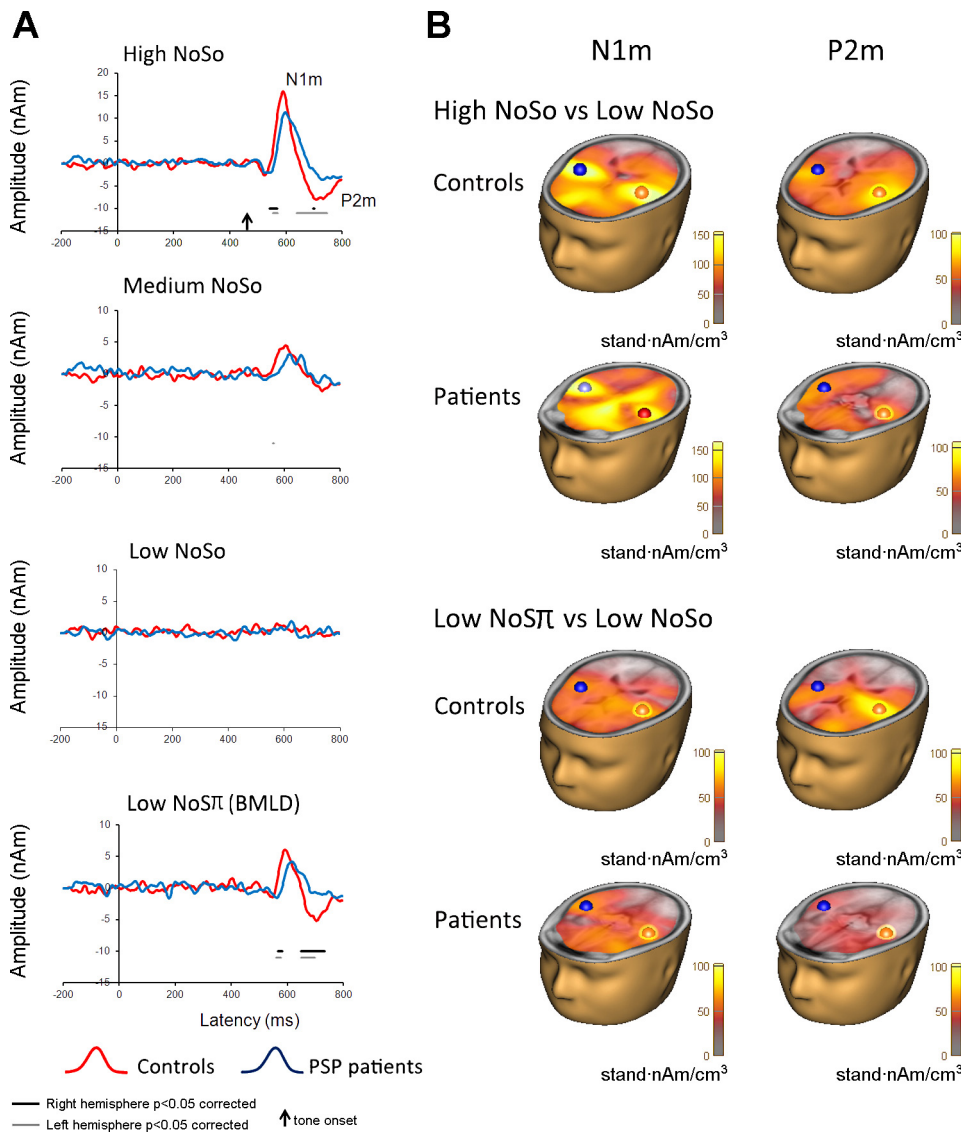 A
High NoSo
Amplitude (nAm)
20
15
10
5
0
-5
-10
-15
-200 0 200 400 600 800
N1m
P2m
Medium NoSo
Amplitude (nAm)
10
5
0
-5
-10
-15
-200 0 200 400 600 800
Low NoSo
Amplitude (nAm)
10
5
0
-5
-10
-15
-200 0 200 400 600 800
Low NoSπ (BMLD)
Amplitude (nAm)
10
5
0
-5
-10
-15
-200 0 200 400 600 800
Latency (ms)
Controls PSP patients
Right hemisphere p<0.05 corrected
Left hemisphere p<0.05 corrected
tone onset
B
N1m P2m
High NoSo vs Low NoSo
Controls
150
100
50
0
stand·nAm/cm³
100
50
0
stand·nAm/cm³
Patients
150
100
50
0
stand·nAm/cm³
100
50
0
stand·nAm/cm³
Low NoSπ vs Low NoSo
Controls
100
50
0
stand·nAm/cm³
100
50
0
stand·nAm/cm³
Patients
100
50
0
stand·nAm/cm³
100
50
0
stand·nAm/cm³